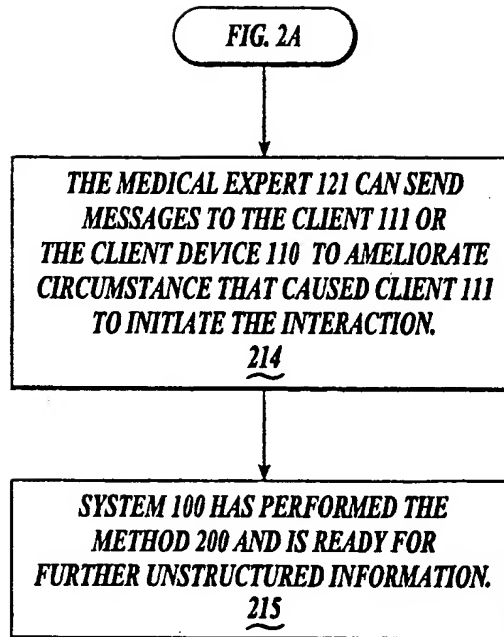 FIG. 2A
THE MEDICAL EXPERT 121 CAN SEND
MESSAGES TO THE CLIENT 111 OR
THE CLIENT DEVICE 110 TO AMELIORATE
CIRCUMSTANCE THAT CAUSED CLIENT 111
TO INITIATE THE INTERACTION.
214
SYSTEM 100 HAS PERFORMED THE
METHOD 200 AND IS READY FOR
FURTHER UNSTRUCTURED INFORMATION.
215